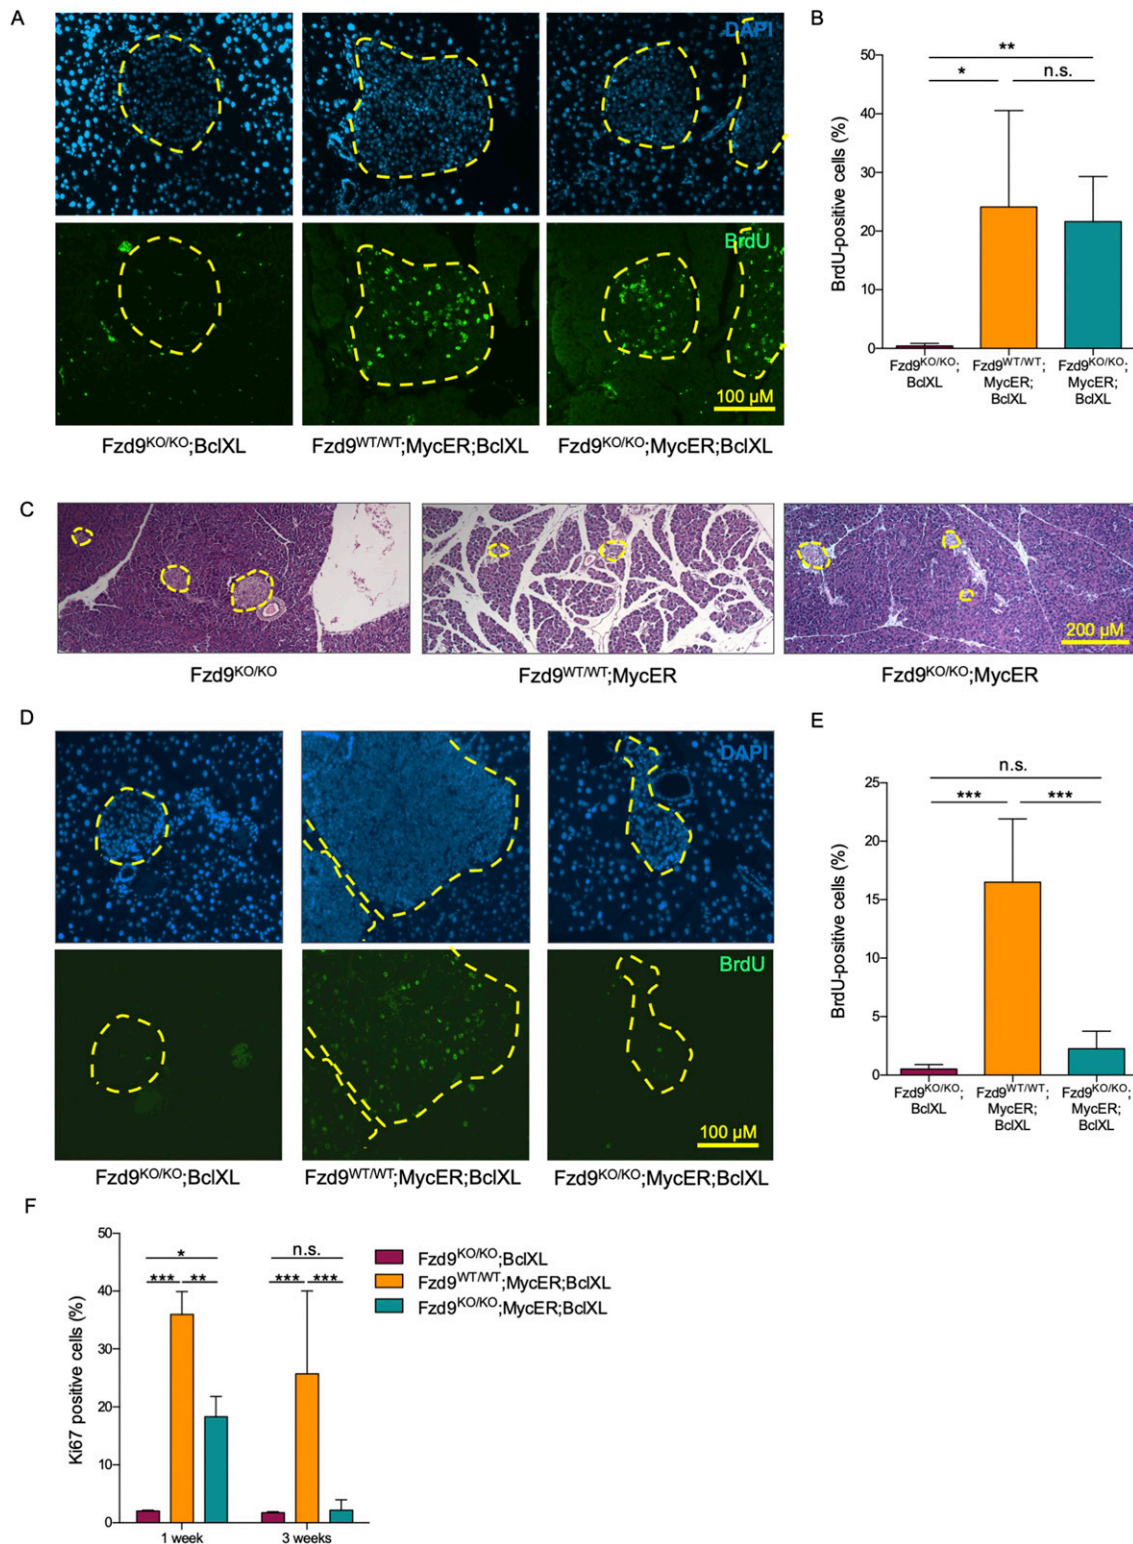 A
DAPI
BrdU
100 µM
Fzd9KO/KO;BclXL
Fzd9WT/WT;MycER;BclXL
Fzd9KO/KO;MycER;BclXL
B
**
*
n.s.
50
40
30
20
10
0
BrdU-positive cells (%)
Fzd9KO/KO;
BclXL
Fzd9WT/WT;
MycER;
BclXL
Fzd9KO/KO;
MycER;
BclXL
C
200 µM
Fzd9KO/KO
Fzd9WT/WT;MycER
Fzd9KO/KO;MycER
D
DAPI
BrdU
100 µM
Fzd9KO/KO;BclXL
Fzd9WT/WT;MycER;BclXL
Fzd9KO/KO;MycER;BclXL
E
n.s.
***
***
25
20
15
10
5
0
BrdU-positive cells (%)
Fzd9KO/KO;
BclXL
Fzd9WT/WT;
MycER;
BclXL
Fzd9KO/KO;
MycER;
BclXL
F
50
40
30
20
10
0
Ki67 positive cells (%)
*
*** **
n.s.
*** ***
1 week
3 weeks
Fzd9KO/KO;BclXL
Fzd9WT/WT;MycER;BclXL
Fzd9KO/KO;MycER;BclXL